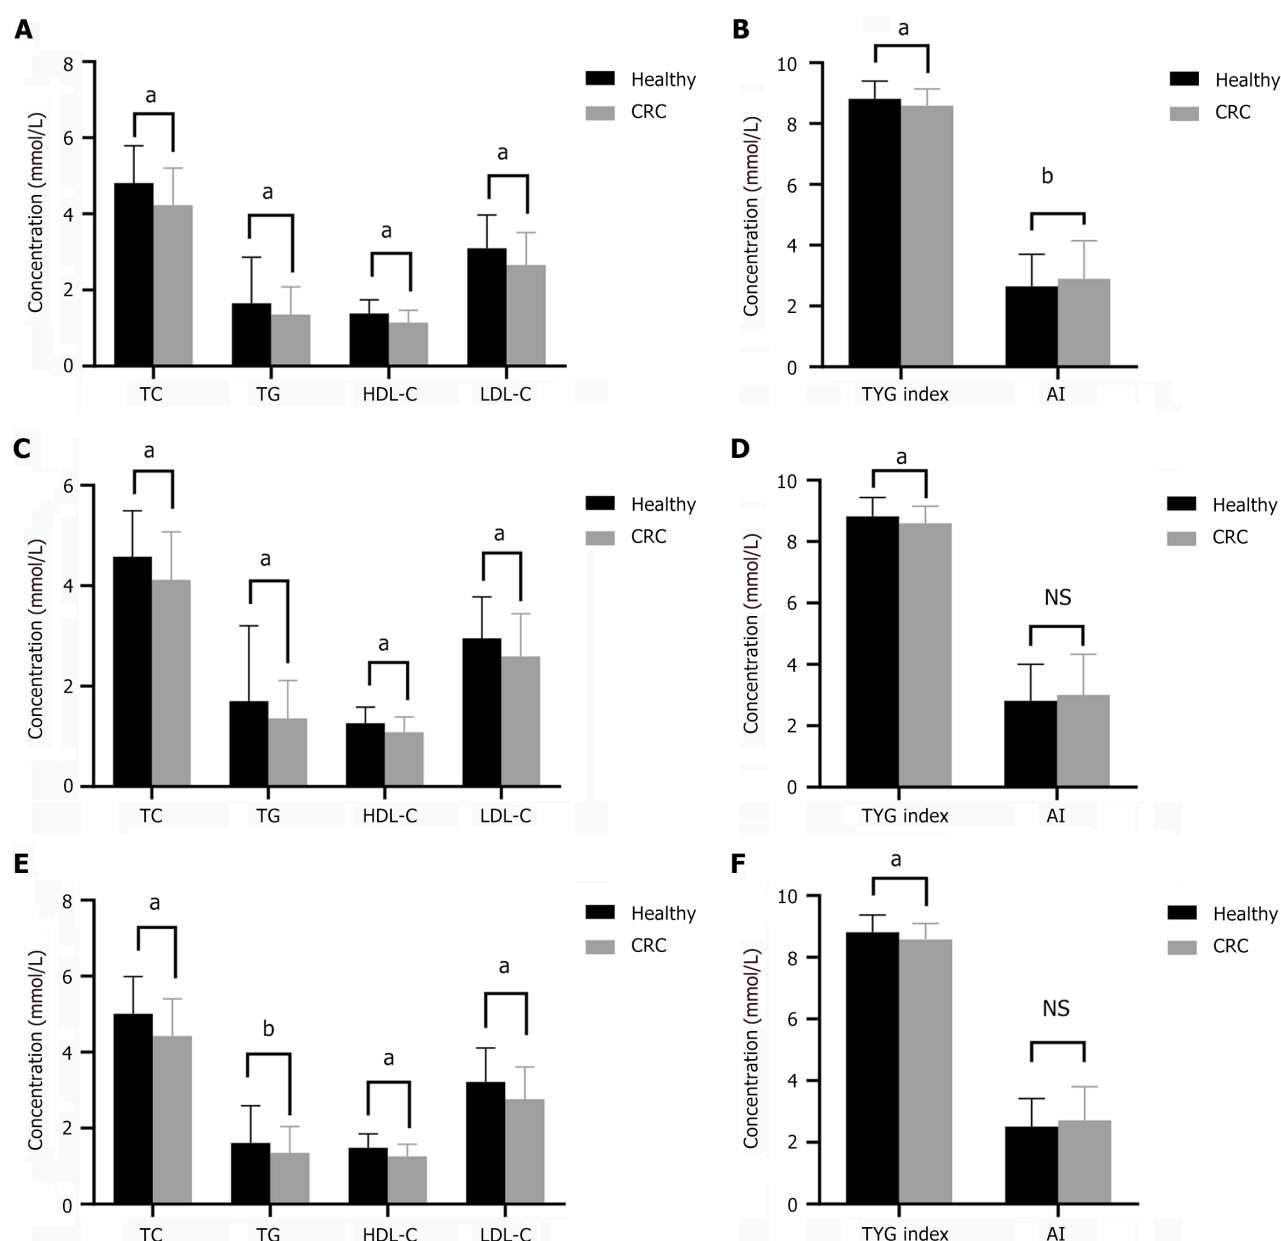 A
Concentration (mmol/L)
8
6
4
2
0
a
a
a
a
TC
TG
HDL-C
LDL-C
Healthy
CRC
B
Concentration (mmol/L)
10
8
6
4
2
0
a
b
TYG index
AI
Healthy
CRC
C
Concentration (mmol/L)
6
4
2
0
a
a
a
a
TC
TG
HDL-C
LDL-C
Healthy
CRC
D
Concentration (mmol/L)
10
8
6
4
2
0
a
NS
TYG index
AI
Healthy
CRC
E
Concentration (mmol/L)
8
6
4
2
0
a
b
a
a
TC
TG
HDL-C
LDL-C
Healthy
CRC
F
Concentration (mmol/L)
10
8
6
4
2
0
a
NS
TYG index
AI
Healthy
CRC